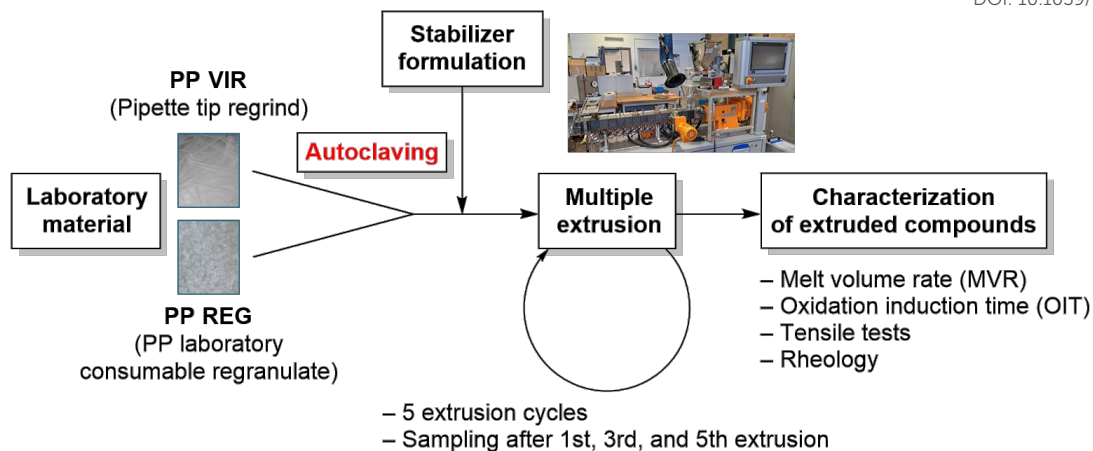 DOI: 10.1039/
Stabilizer
formulation
PP VIR
(Pipette tip regrind)
Autoclaving
Laboratory
material
Multiple
extrusion
Characterization
of extruded compounds
PP REG
(PP laboratory
consumable regranulate)
– Melt volume rate (MVR)
– Oxidation induction time (OIT)
– Tensile tests
– Rheology
– 5 extrusion cycles
– Sampling after 1st, 3rd, and 5th extrusion